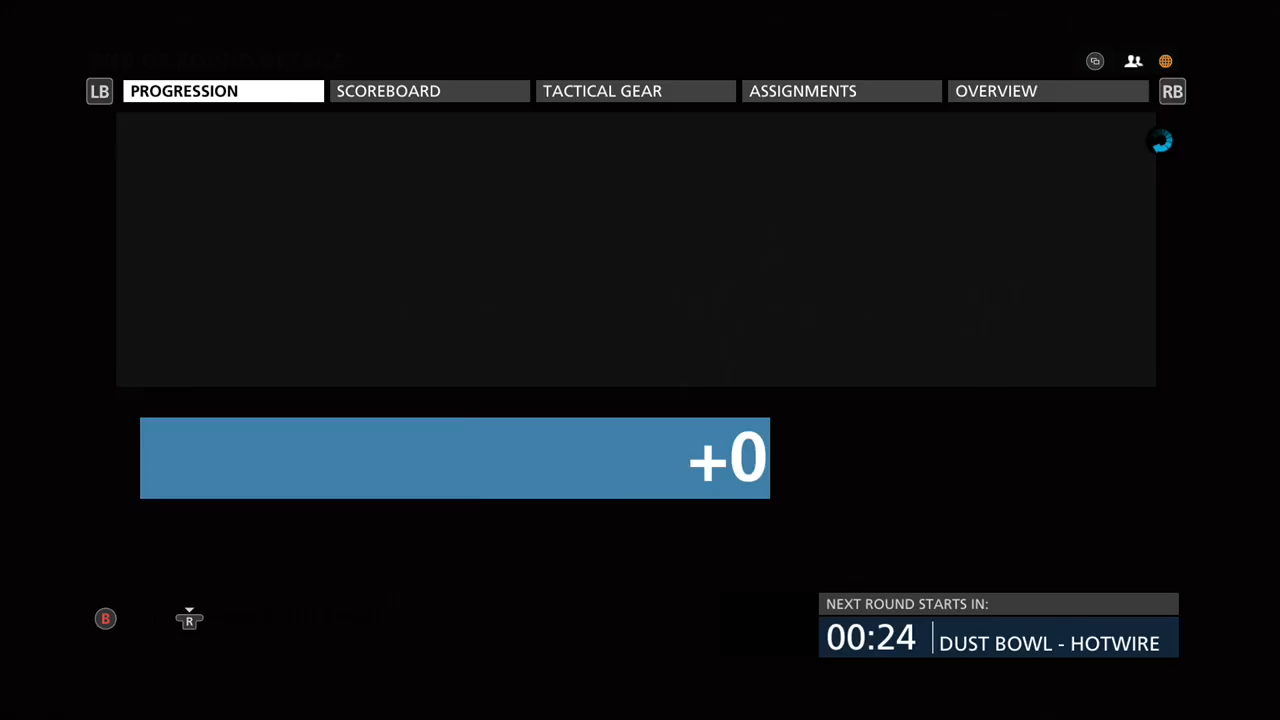 LB PROGRESSION SCOREBOARD TACTICAL GEAR ASSIGNMENTS OVERVIEW RB
+0
B R
NEXT ROUND STARTS IN:
00:24 DUST BOWL - HOTWIRE